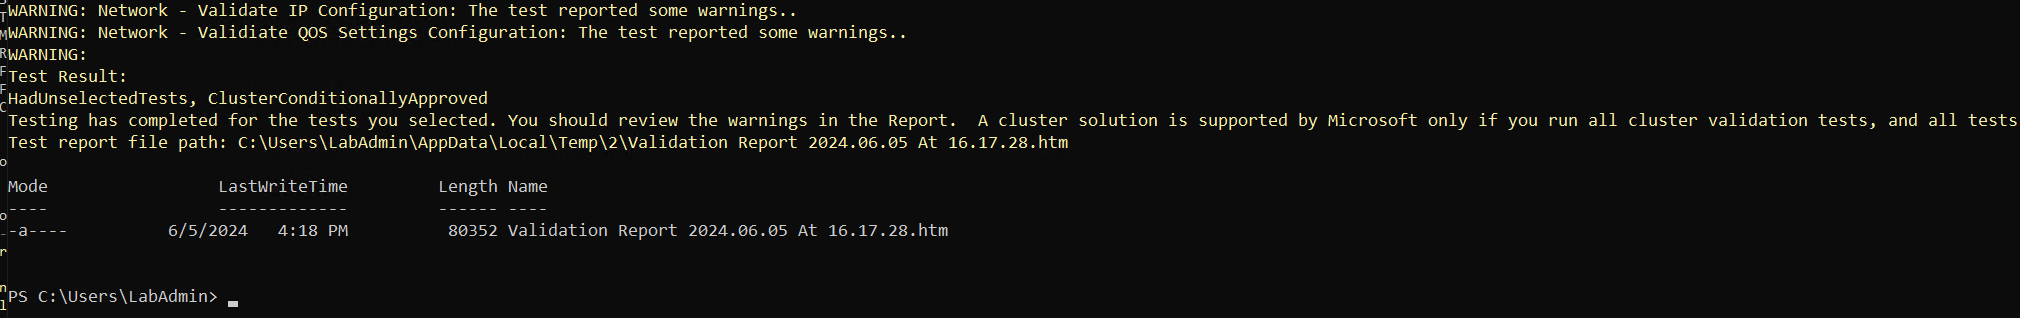 WARNING: Network - Validate IP Configuration: The test reported some warnings..
WARNING: Network - Validiate QOS Settings Configuration: The test reported some warnings..
WARNING:
Test Result:
HadUnselectedTests, ClusterConditionallyApproved
Testing has completed for the tests you selected. You should review the warnings in the Report.  A cluster solution is supported by Microsoft only if you run all cluster validation tests, and all tests
Test report file path: C:\Users\LabAdmin\AppData\Local\Temp\2\Validation Report 2024.06.05 At 16.17.28.htm
Mode                 LastWriteTime         Length Name
----                 -------------         ------ ----
-a----          6/5/2024   4:18 PM          80352 Validation Report 2024.06.05 At 16.17.28.htm
PS C:\Users\LabAdmin>